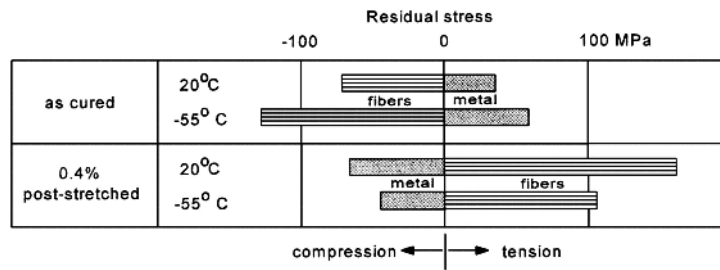 Residual stress
-100 0 100 MPa
as cured
20°C
fibers metal
-55° C
0.4%
post-stretched
20°C
metal fibers
-55° C
compression tension